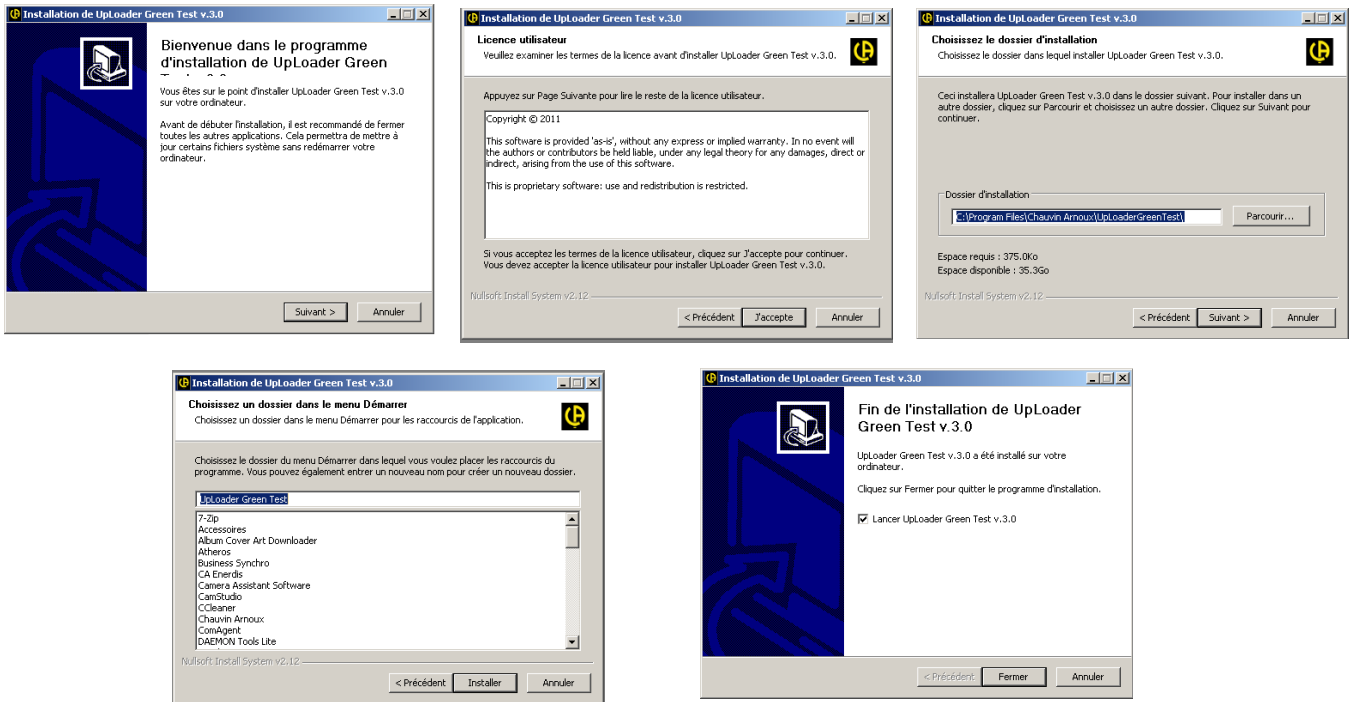 Installation de UpLoader Green Test v.3.0
Bienvenue dans le programme
d'installation de UpLoader Green
Vous êtes sur le point d'installer UpLoader Green Test v.3.0
sur votre ordinateur.
Avant de débuter l'installation, il est recommandé de fermer
toutes les autres applications. Cela permettra de mettre à
jour certains fichiers système sans redémarrer votre
ordinateur.
Suivant >
Annuler
Installation de UpLoader Green Test v.3.0
Licence utilisateur
Veuillez examiner les termes de la licence avant d'installer UpLoader Green Test v.3.0.
Appuyez sur Page Suivante pour lire le reste de la licence utilisateur.
Copyright © 2011
This software is provided 'as-is', without any express or implied warranty. In no event will
the authors or contributors be held liable, under any legal theory for any damages, direct or
indirect, arising from the use of this software.
This is proprietary software: use and redistribution is restricted.
Si vous acceptez les termes de la licence utilisateur, cliquez sur J'accepte pour continuer.
Vous devez accepter la licence utilisateur pour installer UpLoader Green Test v.3.0.
Nullsoft Install System v2.12
< Précédent
J'accepte
Annuler
Installation de UpLoader Green Test v.3.0
Choisissez le dossier d'installation
Choisissez le dossier dans lequel installer UpLoader Green Test v.3.0.
Ceci installera UpLoader Green Test v.3.0 dans le dossier suivant. Pour installer dans un
autre dossier, cliquez sur Parcourir et choisissez un autre dossier. Cliquez sur Suivant pour
continuer.
Dossier d'installation
C:\Program Files\Chauvin Arnoux\UpLoaderGreenTest\
Parcourir...
Espace requis : 375.0Ko
Espace disponible : 35.3Go
Nullsoft Install System v2.12
< Précédent
Suivant >
Annuler
Installation de UpLoader Green Test v.3.0
Choisissez un dossier dans le menu Démarrer
Choisissez un dossier dans le menu Démarrer pour les raccourcis de l'application.
Choisissez le dossier du menu Démarrer dans lequel vous voulez placer les raccourcis du
programme. Vous pouvez également entrer un nouveau nom pour créer un nouveau dossier.
UpLoader Green Test
7-Zip
Accessoires
Album Cover Art Downloader
Atheros
Business Synchro
CA Enerdis
Camera Assistant Software
CamStudio
CCleaner
Chauvin Arnoux
ComAgent
DAEMON Tools Lite
Nullsoft Install System v2.12
< Précédent
Installer
Annuler
Installation de UpLoader Green Test v.3.0
Fin de l'installation de UpLoader
Green Test v.3.0
UpLoader Green Test v.3.0 a été installé sur votre
ordinateur.
Cliquez sur Fermer pour quitter le programme d'installation.
Lancer UpLoader Green Test v.3.0
< Précédent
Fermer
Annuler